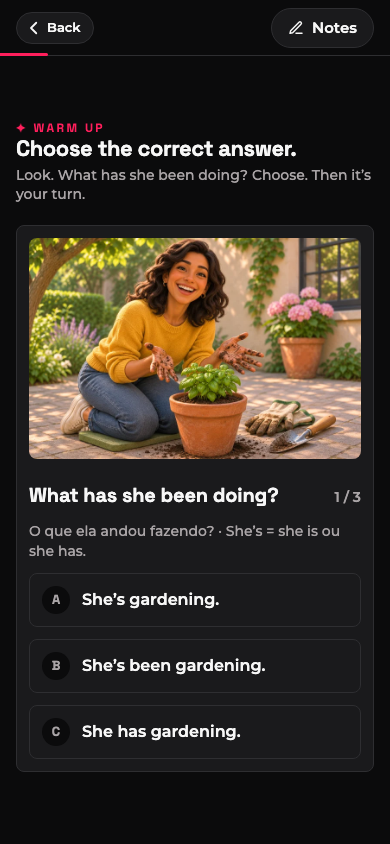 Back
Notes
WARM UP
Choose the correct answer.
Look. What has she been doing? Choose. Then it’s
your turn.
What has she been doing?
1 / 3
O que ela andou fazendo? · She’s = she is ou
she has.
A She’s gardening.
B She’s been gardening.
C She has gardening.